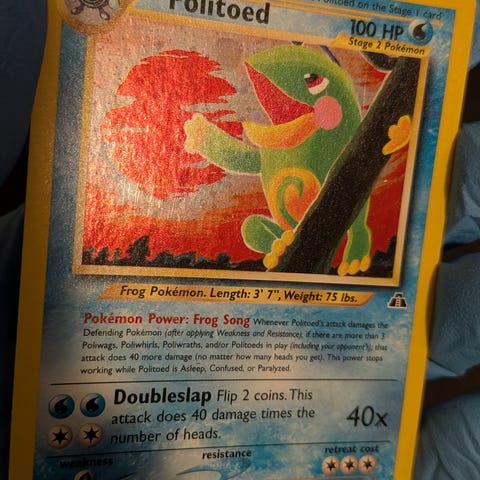 Politoed
Politoed on the Stage 1 card
100 HP
Stage 2 Pokémon
Frog Pokémon. Length: 3' 7", Weight: 75 lbs.
Pokémon Power: Frog Song Whenever Politoed's attack damages the
Defending Pokémon (after applying Weakness and Resistance), if there are more than 3
Poliwags, Poliwhirls, Poliwraths, and/or Politoeds in play (including your opponent's), that
attack does 40 more damage (no matter how many heads you get). This power stops
working while Politoed is Asleep, Confused, or Paralyzed.
Doubleslap Flip 2 coins. This
attack does 40 damage times the
number of heads.
40x
weakness
resistance
retreat cost